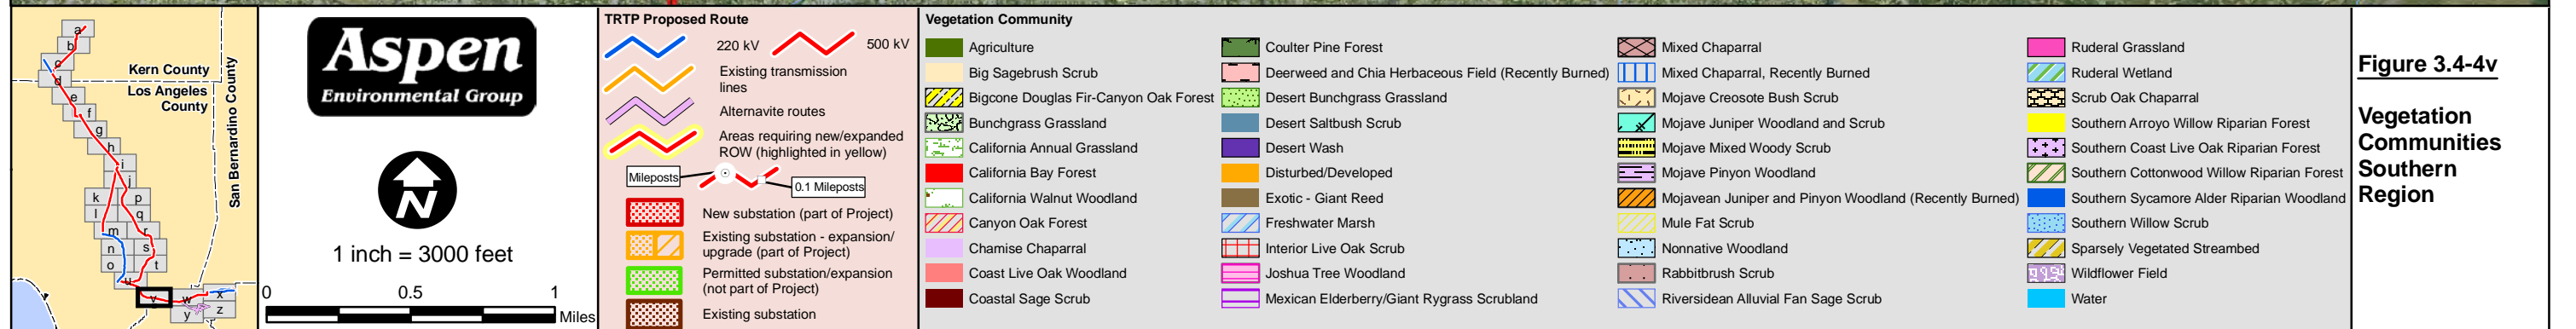 a
b
c
d
e
f
g
h
i
j
k
p
l
q
m
r
n
s
o
t
u
v
w
x
y
z
Kern County
Los Angeles
County
San Bernardino County
Aspen
Environmental Group
N
1 inch = 3000 feet
0 0.5 1
Miles
TRTP Proposed Route
220 kV
500 kV
Existing transmission
lines
Alternavite routes
Areas requiring new/expanded
ROW (highlighted in yellow)
Mileposts
0.1 Mileposts
New substation (part of Project)
Existing substation - expansion/
upgrade (part of Project)
Permitted substation/expansion
(not part of Project)
Existing substation
Vegetation Community
Agriculture
Big Sagebrush Scrub
Bigcone Douglas Fir-Canyon Oak Forest
Bunchgrass Grassland
California Annual Grassland
California Bay Forest
California Walnut Woodland
Canyon Oak Forest
Chamise Chaparral
Coast Live Oak Woodland
Coastal Sage Scrub
Coulter Pine Forest
Deerweed and Chia Herbaceous Field (Recently Burned)
Desert Bunchgrass Grassland
Desert Saltbush Scrub
Desert Wash
Disturbed/Developed
Exotic - Giant Reed
Freshwater Marsh
Interior Live Oak Scrub
Joshua Tree Woodland
Mexican Elderberry/Giant Rygrass Scrubland
Mixed Chaparral
Mixed Chaparral, Recently Burned
Mojave Creosote Bush Scrub
Mojave Juniper Woodland and Scrub
Mojave Mixed Woody Scrub
Mojave Pinyon Woodland
Mojavean Juniper and Pinyon Woodland (Recently Burned)
Mule Fat Scrub
Nonnative Woodland
Rabbitbrush Scrub
Riversidean Alluvial Fan Sage Scrub
Ruderal Grassland
Ruderal Wetland
Scrub Oak Chaparral
Southern Arroyo Willow Riparian Forest
Southern Coast Live Oak Riparian Forest
Southern Cottonwood Willow Riparian Forest
Southern Sycamore Alder Riparian Woodland
Southern Willow Scrub
Sparsely Vegetated Streambed
Wildflower Field
Water
Figure 3.4-4v
Vegetation
Communities
Southern
Region